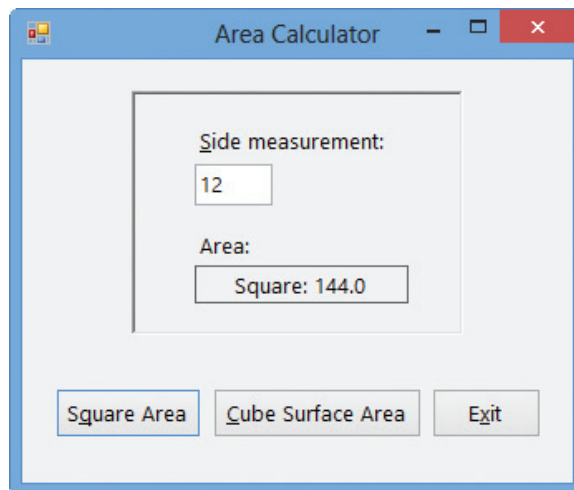 Area Calculator
Side measurement:
12
Area:
Square: 144.0
Square Area Cube Surface Area Exit